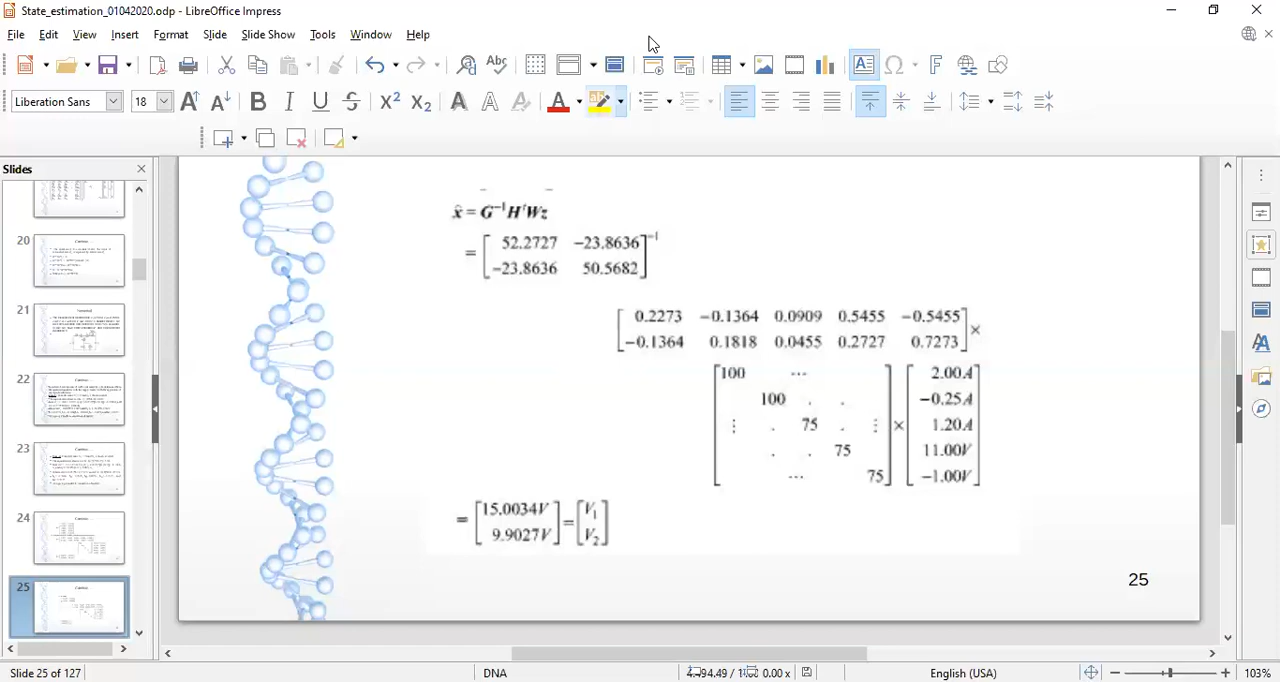 State_estimation_01042020.odp - LibreOffice Impress
File Edit View Insert Format Slide Slide Show Tools Window Help
Liberation Sans 18
Slides
20
21
22
23
24
25
x̂ = G⁻¹H'Wz
= [ 52.2727 −23.8636 ]⁻¹
[ −23.8636 50.5682 ]
[ 0.2273 −0.1364 0.0909 0.5455 −0.5455 ] ×
[ −0.1364 0.1818 0.0455 0.2727 0.7273 ]
[ 100 ⋯ ] [ 2.00A ]
[ 100 . . ] [ −0.25A ]
[ ⋮ . 75 . ⋮ ] × [ 1.20A ]
[ . . 75 ] [ 11.00V ]
[ ⋯ 75 ] [ −1.00V ]
= [ 15.0034V ] = [ V₁ ]
[ 9.9027V ] [ V₂ ]
25
Slide 25 of 127 DNA 0.00 x English (USA) 103%